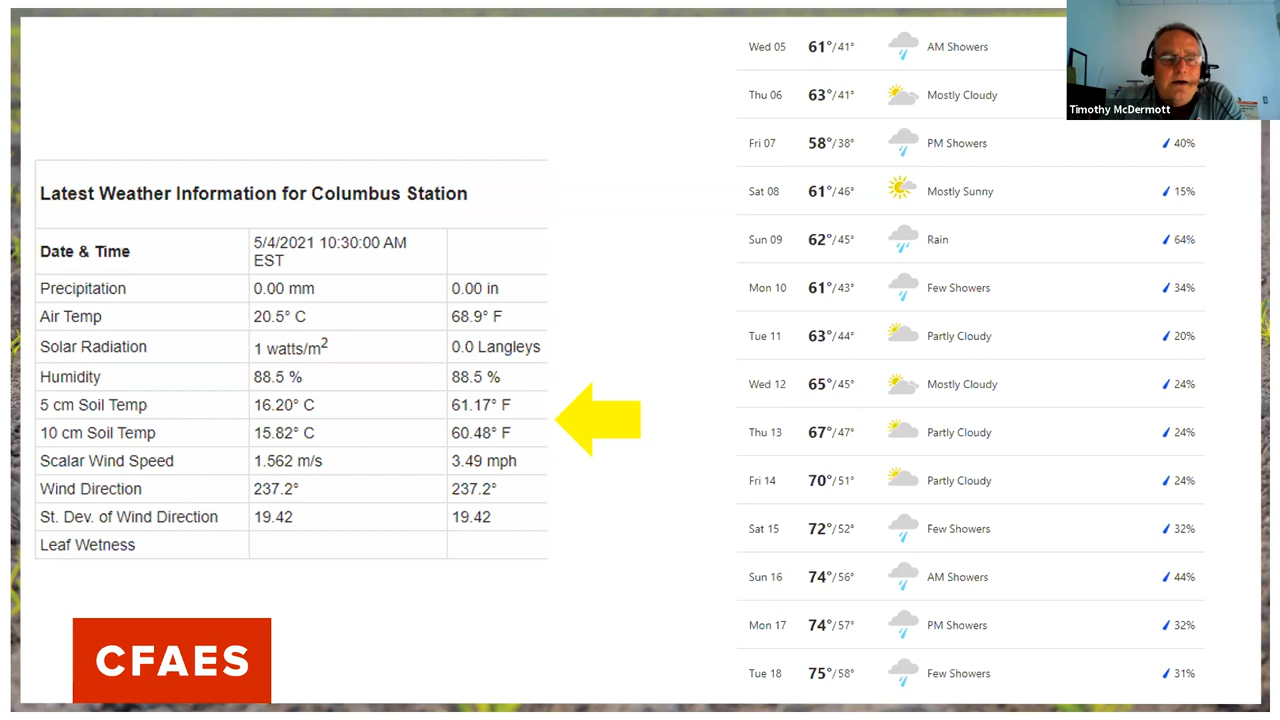 Latest Weather Information for Columbus Station
Date & Time 5/4/2021 10:30:00 AM EST
Precipitation 0.00 mm 0.00 in
Air Temp 20.5° C 68.9° F
Solar Radiation 1 watts/m2 0.0 Langleys
Humidity 88.5 % 88.5 %
5 cm Soil Temp 16.20° C 61.17° F
10 cm Soil Temp 15.82° C 60.48° F
Scalar Wind Speed 1.562 m/s 3.49 mph
Wind Direction 237.2° 237.2°
St. Dev. of Wind Direction 19.42 19.42
Leaf Wetness
CFAES
Wed 05 61°/41° AM Showers
Thu 06 63°/41° Mostly Cloudy
Fri 07 58°/38° PM Showers 40%
Sat 08 61°/46° Mostly Sunny 15%
Sun 09 62°/45° Rain 64%
Mon 10 61°/43° Few Showers 34%
Tue 11 63°/44° Partly Cloudy 20%
Wed 12 65°/45° Mostly Cloudy 24%
Thu 13 67°/47° Partly Cloudy 24%
Fri 14 70°/51° Partly Cloudy 24%
Sat 15 72°/52° Few Showers 32%
Sun 16 74°/56° AM Showers 44%
Mon 17 74°/57° PM Showers 32%
Tue 18 75°/58° Few Showers 31%
Timothy McDermott